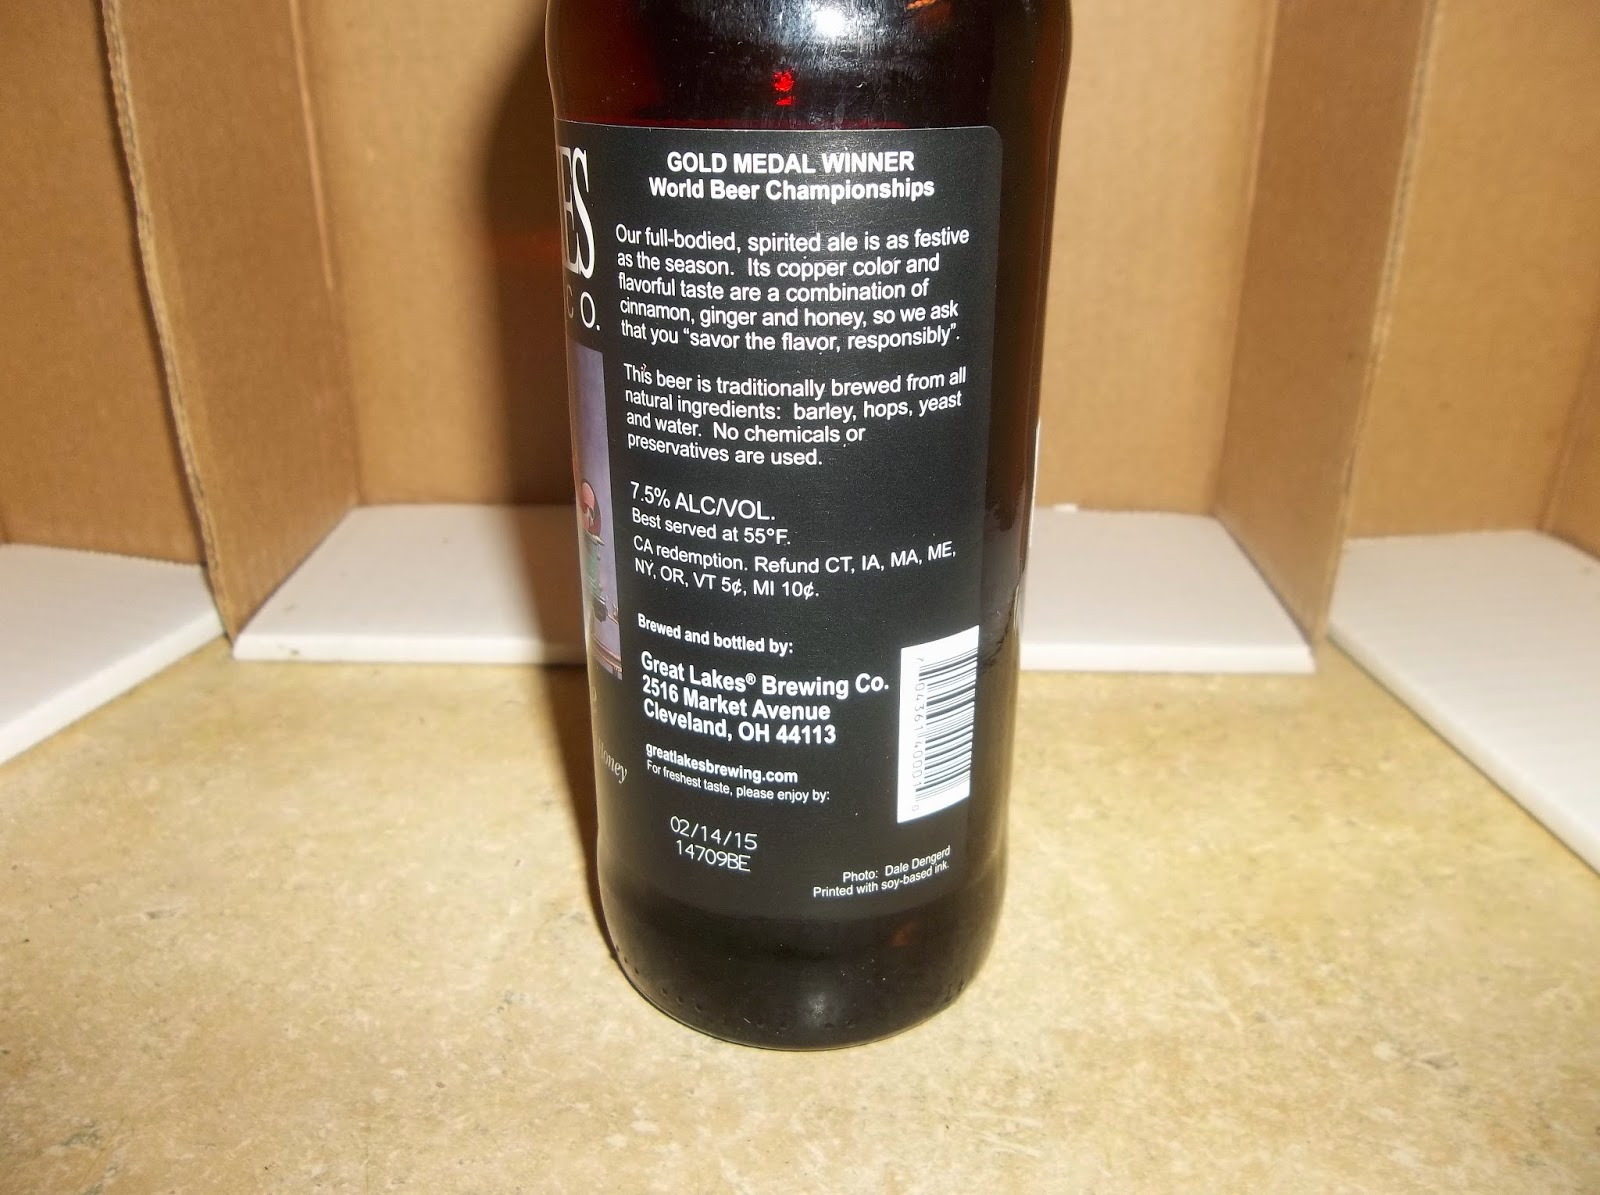 ES
CO.
GOLD MEDAL WINNER
World Beer Championships
Our full-bodied, spirited ale is as festive
as the season. Its copper color and
flavorful taste are a combination of
cinnamon, ginger and honey, so we ask
that you “savor the flavor, responsibly”.
This beer is traditionally brewed from all
natural ingredients: barley, hops, yeast
and water. No chemicals or
preservatives are used.
7.5% ALC/VOL.
Best served at 55°F.
CA redemption. Refund CT, IA, MA, ME,
NY, OR, VT 5¢, MI 10¢.
Brewed and bottled by:
Great Lakes® Brewing Co.
2516 Market Avenue
Cleveland, OH 44113
greatlakesbrewing.com
For freshest taste, please enjoy by:
honey
02/14/15
14709BE
Photo: Dale Dengerd
Printed with soy-based ink.